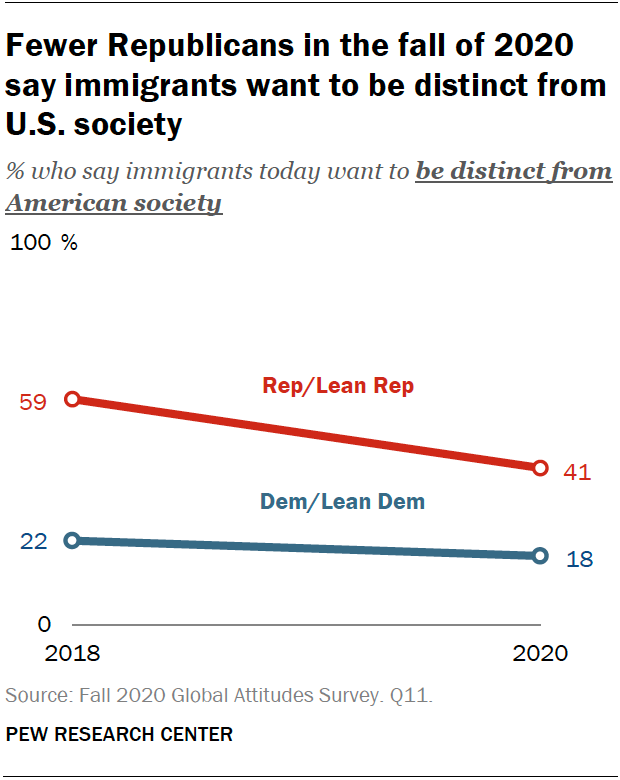 Fewer Republicans in the fall of 2020
say immigrants want to be distinct from
U.S. society
% who say immigrants today want to be distinct from
American society
100 %
Rep/Lean Rep
59
41
Dem/Lean Dem
22
18
0
2018
2020
Source: Fall 2020 Global Attitudes Survey. Q11.
PEW RESEARCH CENTER